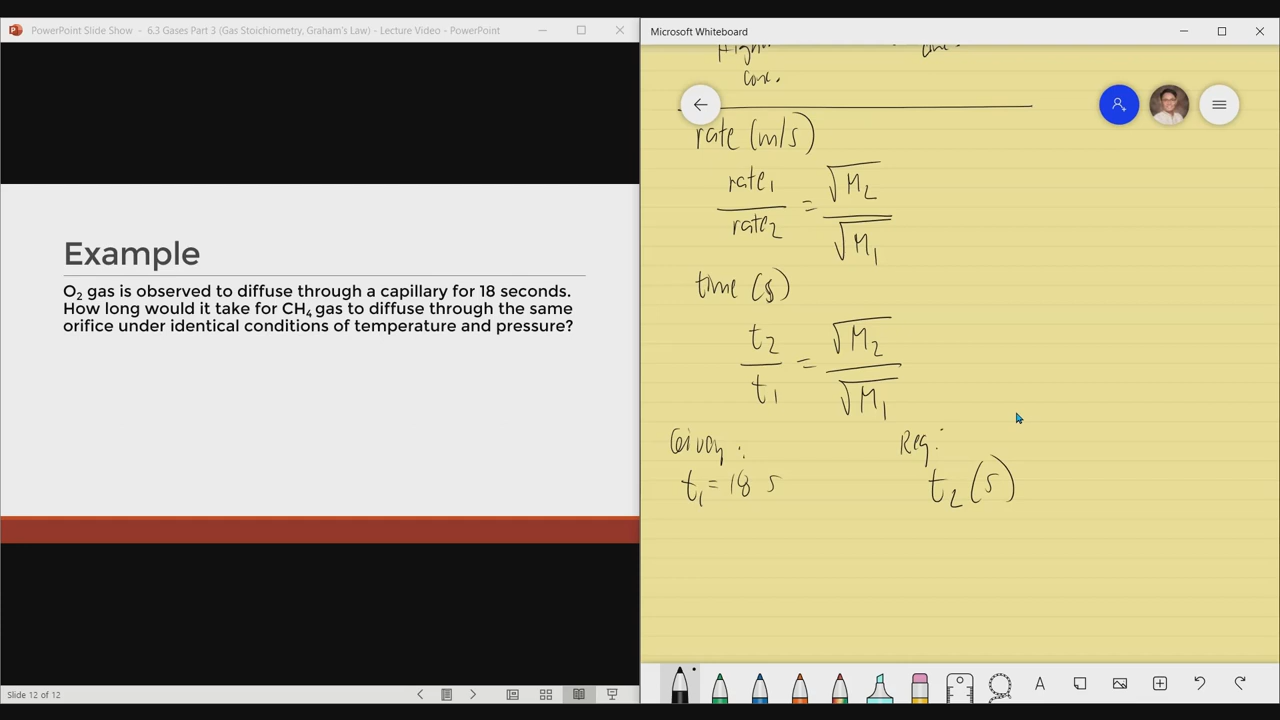 PowerPoint Slide Show - 6.3 Gases Part 3 (Gas Stoichiometry, Graham's Law) - Lecture Video - PowerPoint
Example
O₂ gas is observed to diffuse through a capillary for 18 seconds.
How long would it take for CH₄ gas to diffuse through the same
orifice under identical conditions of temperature and pressure?
Slide 12 of 12
Microsoft Whiteboard
conc.
rate (m/s)
rate₁ / rate₂ = √M₂ / √M₁
time (s)
t₂ / t₁ = √M₂ / √M₁
Given: Req:
t₁ = 18 s t₂ (s)
A